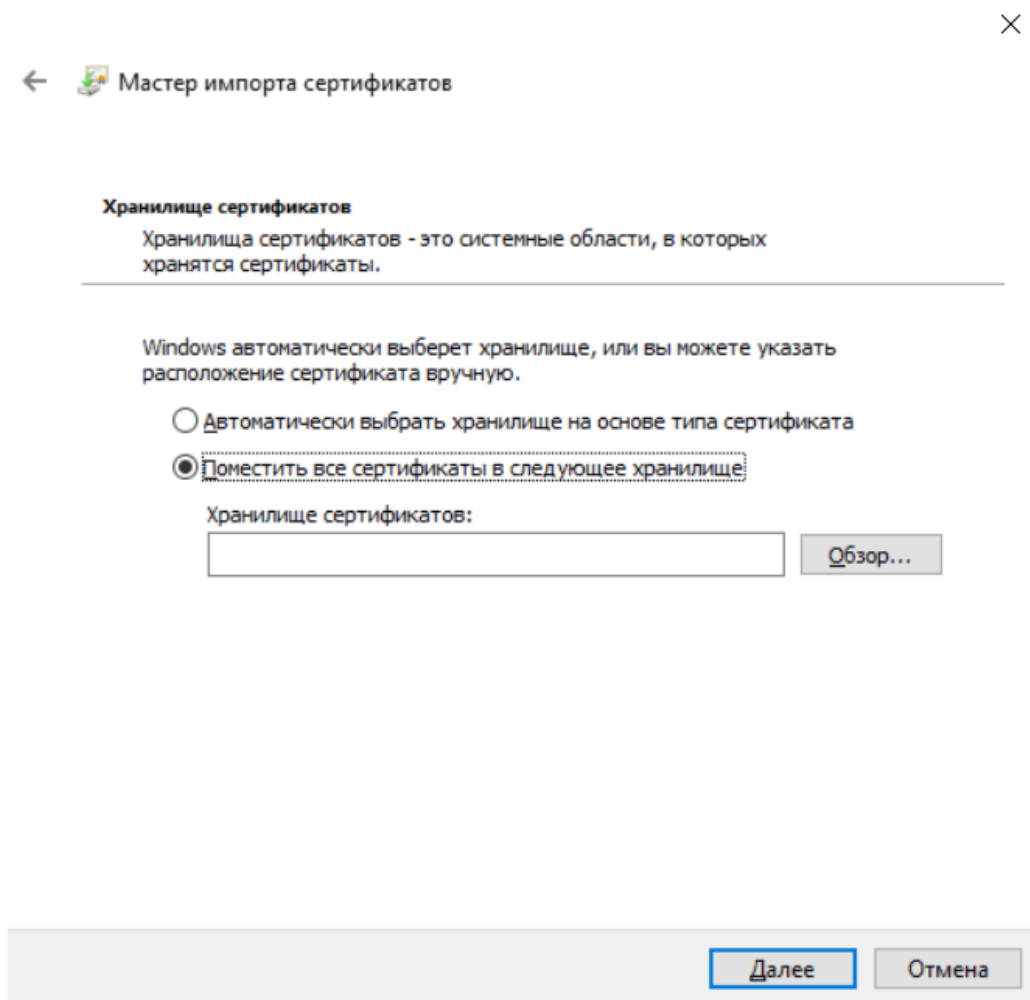 Мастер импорта сертификатов
Хранилище сертификатов
Хранилища сертификатов - это системные области, в которых
хранятся сертификаты.
Windows автоматически выберет хранилище, или вы можете указать
расположение сертификата вручную.
Автоматически выбрать хранилище на основе типа сертификата
Поместить все сертификаты в следующее хранилище
Хранилище сертификатов:
Обзор...
Далее
Отмена